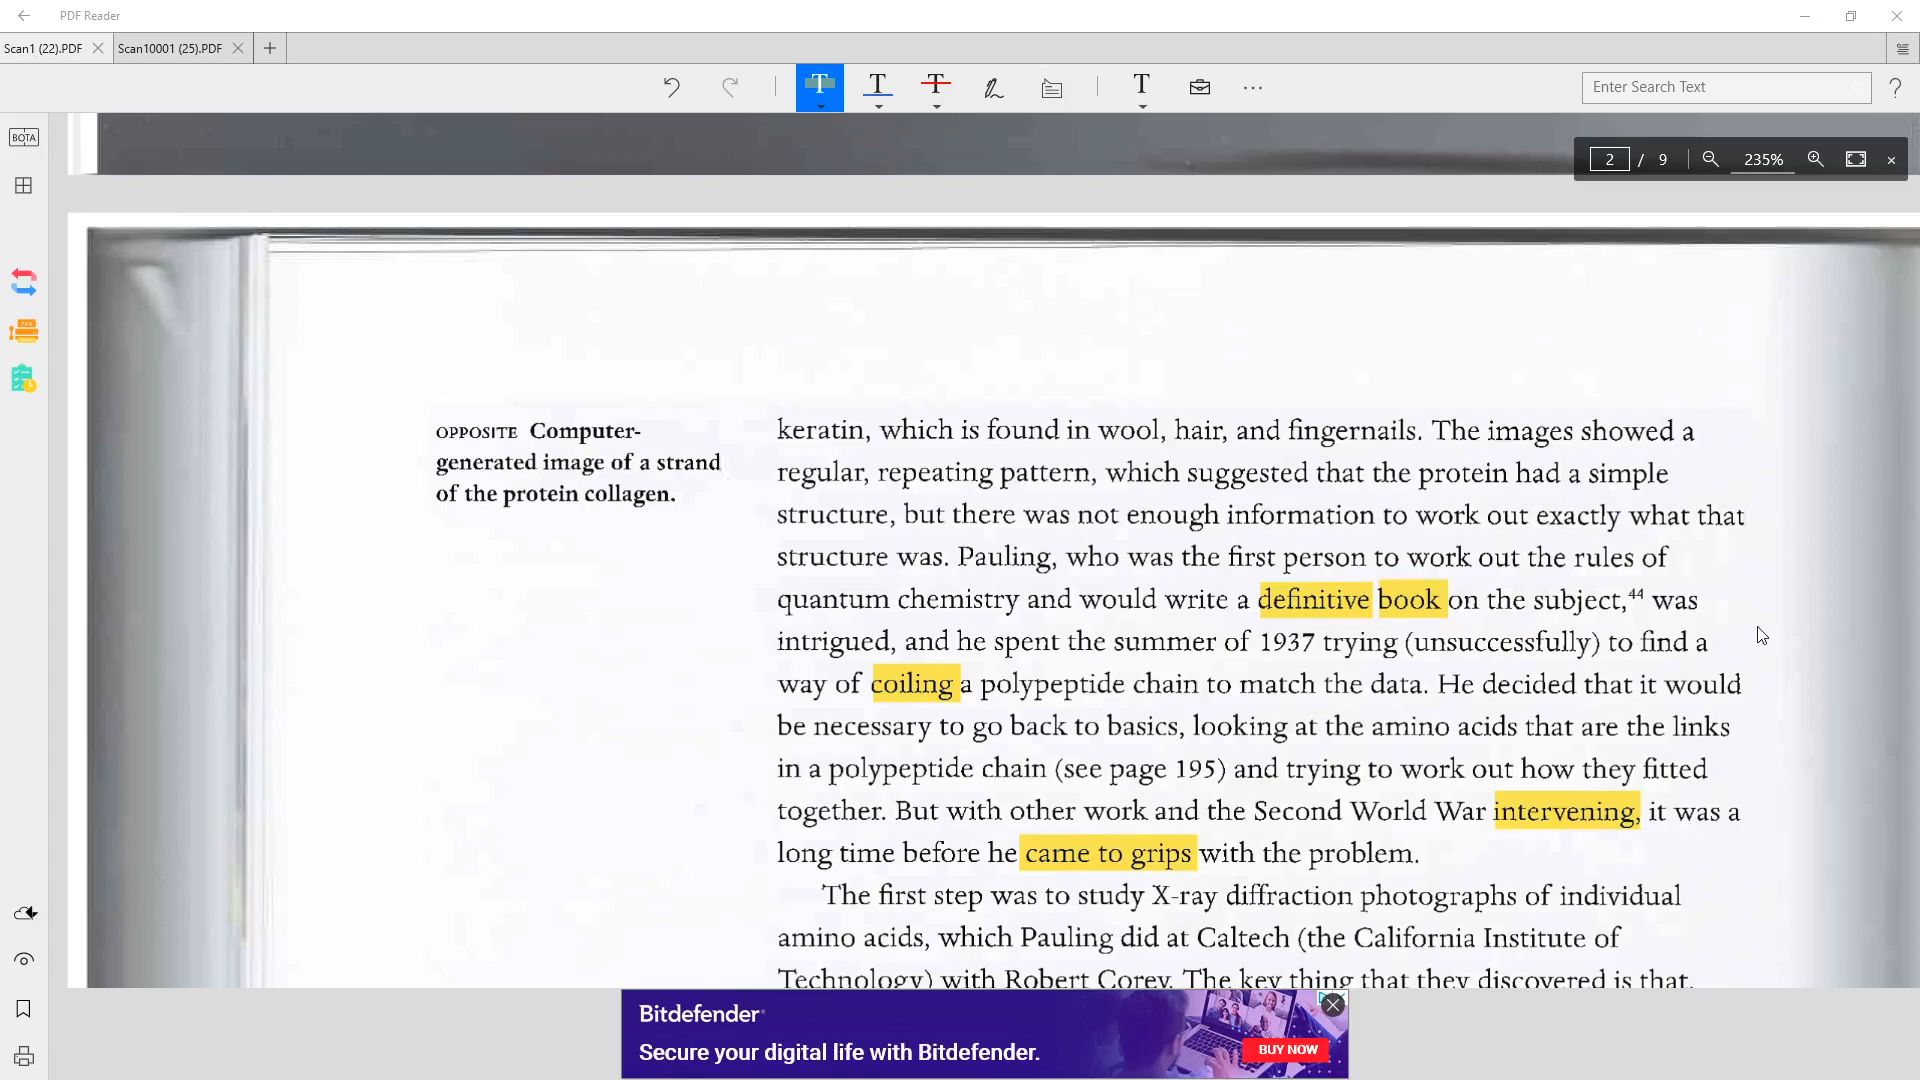 PDF Reader
Scan1 (22).PDF
Scan10001 (25).PDF
T T T T
Enter Search Text
?
BOTA
2 / 9 235%
OPPOSITE Computer-
generated image of a strand
of the protein collagen.
keratin, which is found in wool, hair, and fingernails. The images showed a
regular, repeating pattern, which suggested that the protein had a simple
structure, but there was not enough information to work out exactly what that
structure was. Pauling, who was the first person to work out the rules of
quantum chemistry and would write a definitive book on the subject,⁴⁴ was
intrigued, and he spent the summer of 1937 trying (unsuccessfully) to find a
way of coiling a polypeptide chain to match the data. He decided that it would
be necessary to go back to basics, looking at the amino acids that are the links
in a polypeptide chain (see page 195) and trying to work out how they fitted
together. But with other work and the Second World War intervening, it was a
long time before he came to grips with the problem.
The first step was to study X-ray diffraction photographs of individual
amino acids, which Pauling did at Caltech (the California Institute of
Technology) with Robert Corey. The key thing that they discovered is that,
Bitdefender
Secure your digital life with Bitdefender.
BUY NOW